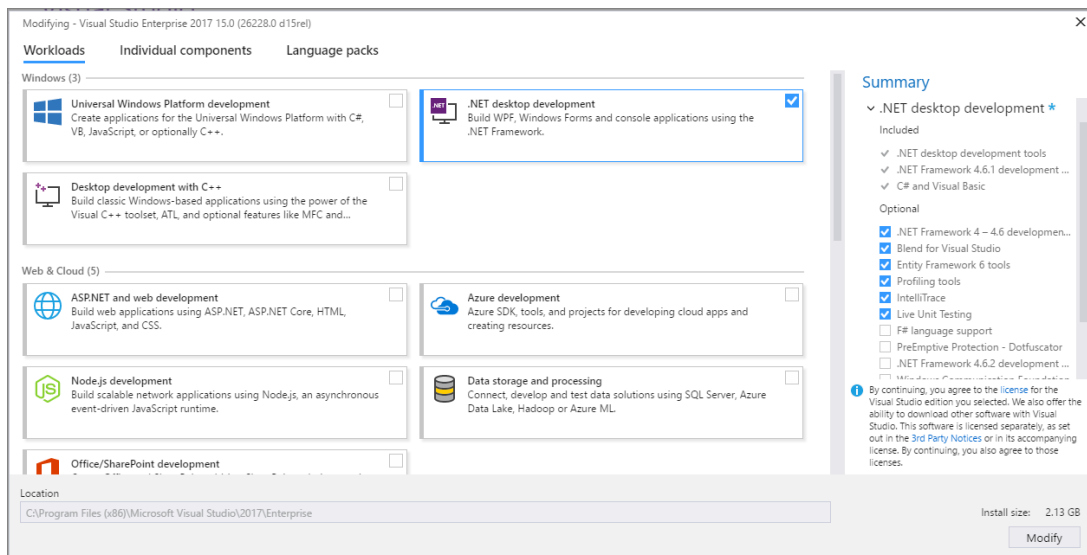 Modifying - Visual Studio Enterprise 2017 15.0 (26228.0 d15rel)
Workloads
Individual components
Language packs
Windows (3)
Universal Windows Platform development
Create applications for the Universal Windows Platform with C#,
VB, JavaScript, or optionally C++.
.NET
.NET desktop development
Build WPF, Windows Forms and console applications using the
.NET Framework.
Desktop development with C++
Build classic Windows-based applications using the power of the
Visual C++ toolset, ATL, and optional features like MFC and...
Web & Cloud (5)
ASP.NET and web development
Build web applications using ASP.NET, ASP.NET Core, HTML,
JavaScript, and CSS.
Azure development
Azure SDK, tools, and projects for developing cloud apps and
creating resources.
JS
Node.js development
Build scalable network applications using Node.js, an asynchronous
event-driven JavaScript runtime.
Data storage and processing
Connect, develop and test data solutions using SQL Server, Azure
Data Lake, Hadoop or Azure ML.
Office/SharePoint development
Summary
.NET desktop development *
Included
.NET desktop development tools
.NET Framework 4.6.1 development ...
C# and Visual Basic
Optional
.NET Framework 4 – 4.6 developmen...
Blend for Visual Studio
Entity Framework 6 tools
Profiling tools
IntelliTrace
Live Unit Testing
F# language support
PreEmptive Protection - Dotfuscator
.NET Framework 4.6.2 development ...
Windows Communication Foundation
By continuing, you agree to the license for the
Visual Studio edition you selected. We also offer the
ability to download other software with Visual
Studio. This software is licensed separately, as set
out in the 3rd Party Notices or in its accompanying
license. By continuing, you also agree to those
licenses.
Location
C:\Program Files (x86)\Microsoft Visual Studio\2017\Enterprise
Install size: 2.13 GB
Modify